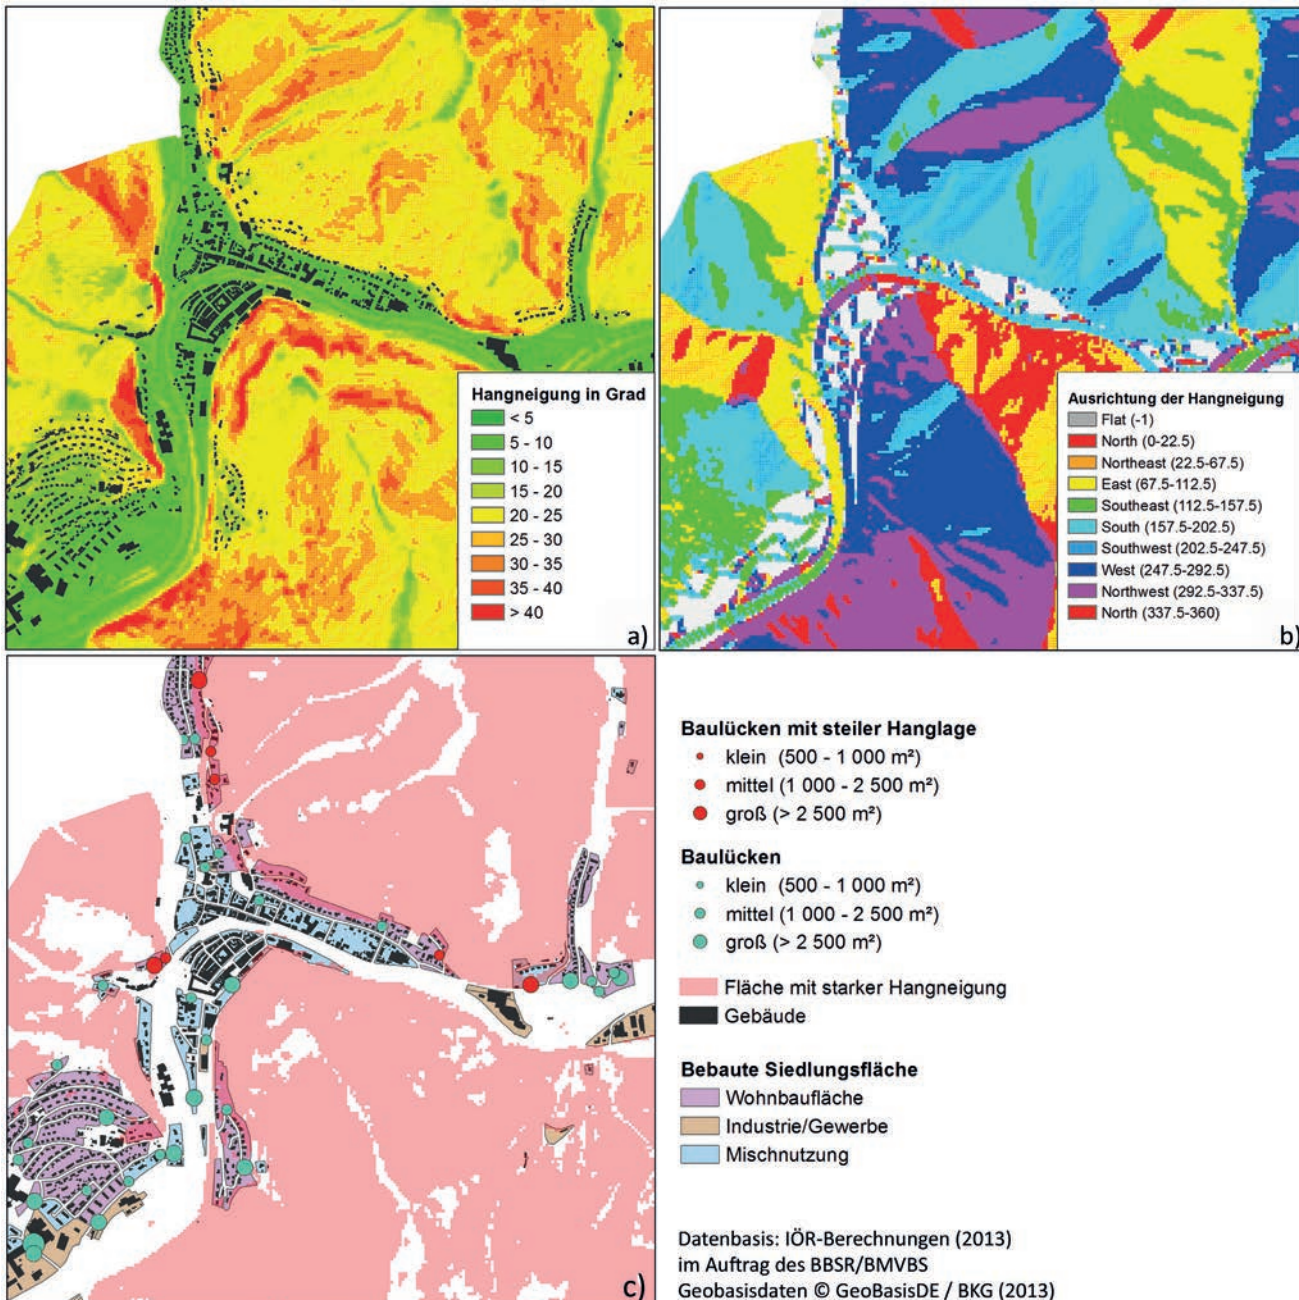 Hangneigung in Grad
< 5
5 - 10
10 - 15
15 - 20
20 - 25
25 - 30
30 - 35
35 - 40
> 40
a)
Ausrichtung der Hangneigung
Flat (-1)
North (0-22.5)
Northeast (22.5-67.5)
East (67.5-112.5)
Southeast (112.5-157.5)
South (157.5-202.5)
Southwest (202.5-247.5)
West (247.5-292.5)
Northwest (292.5-337.5)
North (337.5-360)
b)
c)
Baulücken mit steiler Hanglage
klein (500 - 1 000 m²)
mittel (1 000 - 2 500 m²)
groß (> 2 500 m²)
Baulücken
klein (500 - 1 000 m²)
mittel (1 000 - 2 500 m²)
groß (> 2 500 m²)
Fläche mit starker Hangneigung
Gebäude
Bebaute Siedlungsfläche
Wohnbaufläche
Industrie/Gewerbe
Mischnutzung
Datenbasis: IÖR-Berechnungen (2013)
im Auftrag des BBSR/BMVBS
Geobasisdaten © GeoBasisDE / BKG (2013)